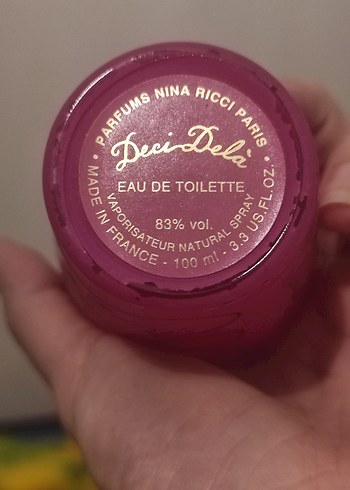 • PARFUMS NINA RICCI PARIS •
Deci Delà
EAU DE TOILETTE
83% vol.
VAPORISATEUR NATURAL SPRAY
MADE IN FRANCE - 100 ml - 3.3 US.FL.OZ.